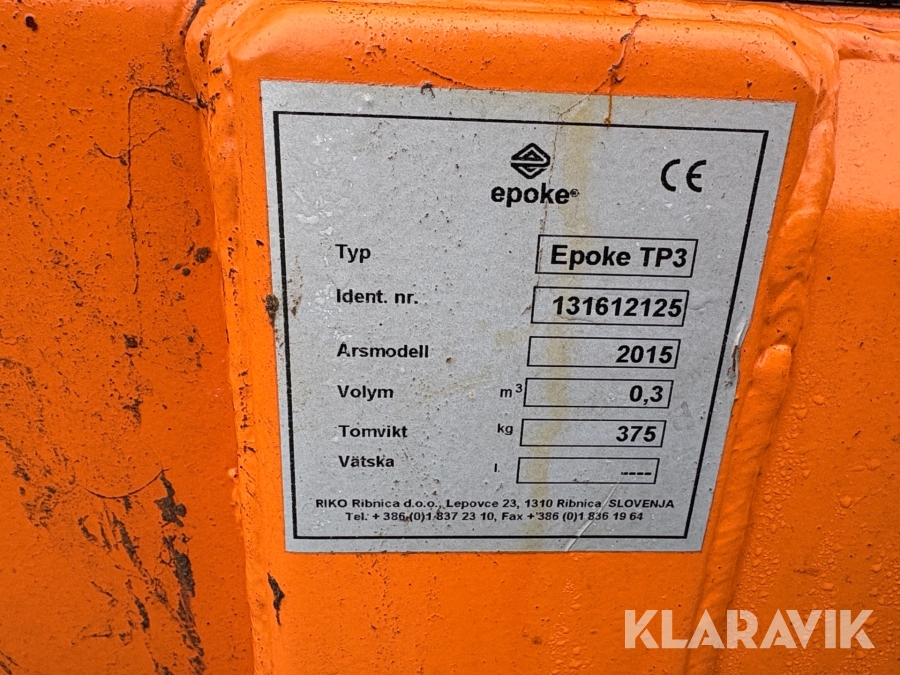 epoke®
CE
Typ Epoke TP3
Ident. nr. 131612125
Årsmodell 2015
Volym m³ 0,3
Tomvikt kg 375
Vätska l. ----
RIKO Ribnica d.o.o., Lepovce 23, 1310 Ribnica, SLOVENJA
Tel. + 386 (0)1 837 23 10, Fax +386 (0)1 836 19 64
KLARAVIK